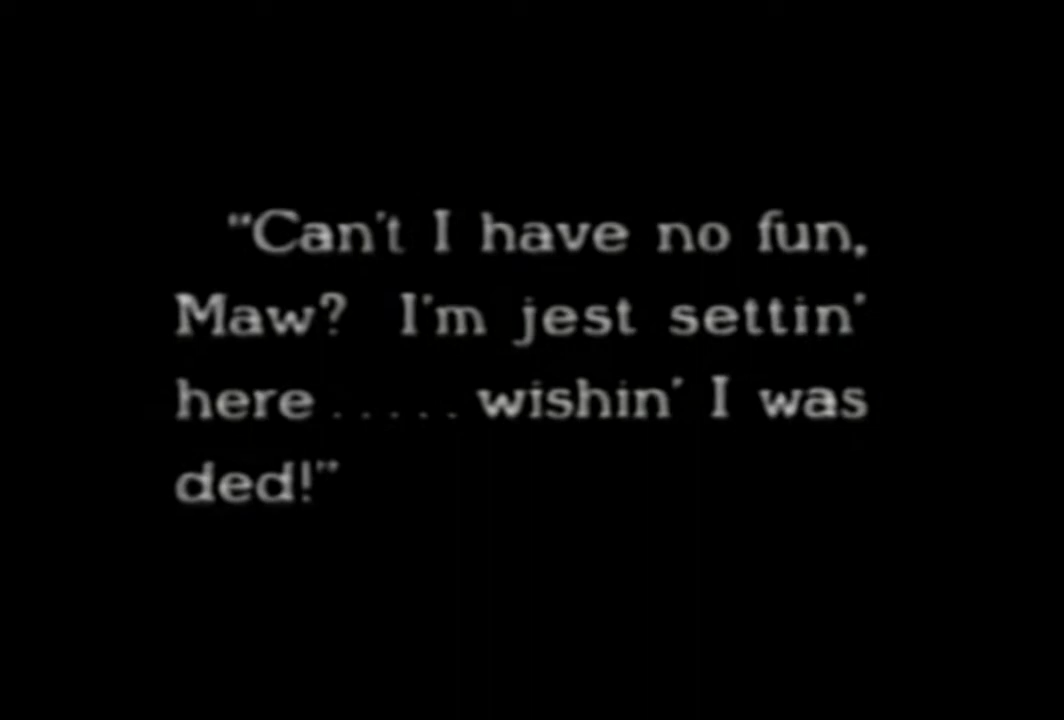 “Can’t I have no fun,
Maw? I’m jest settin’
here ..... wishin’ I was
ded!”